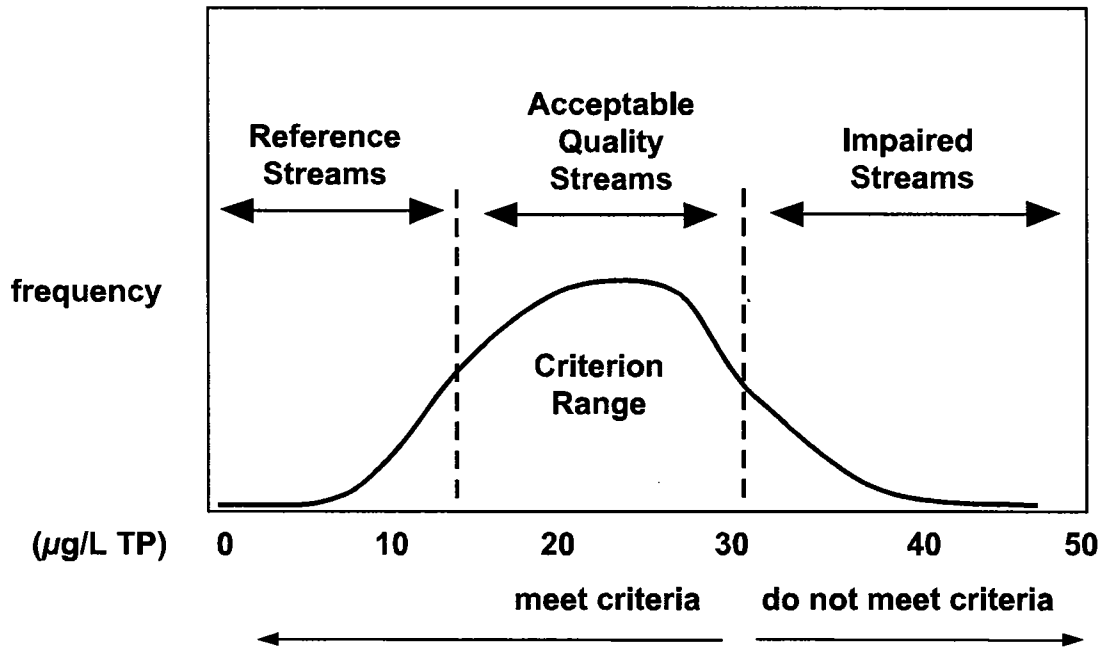 Reference
Streams
Acceptable
Quality
Streams
Impaired
Streams
frequency
Criterion
Range
(µg/L TP) 0 10 20 30 40 50
meet criteria do not meet criteria